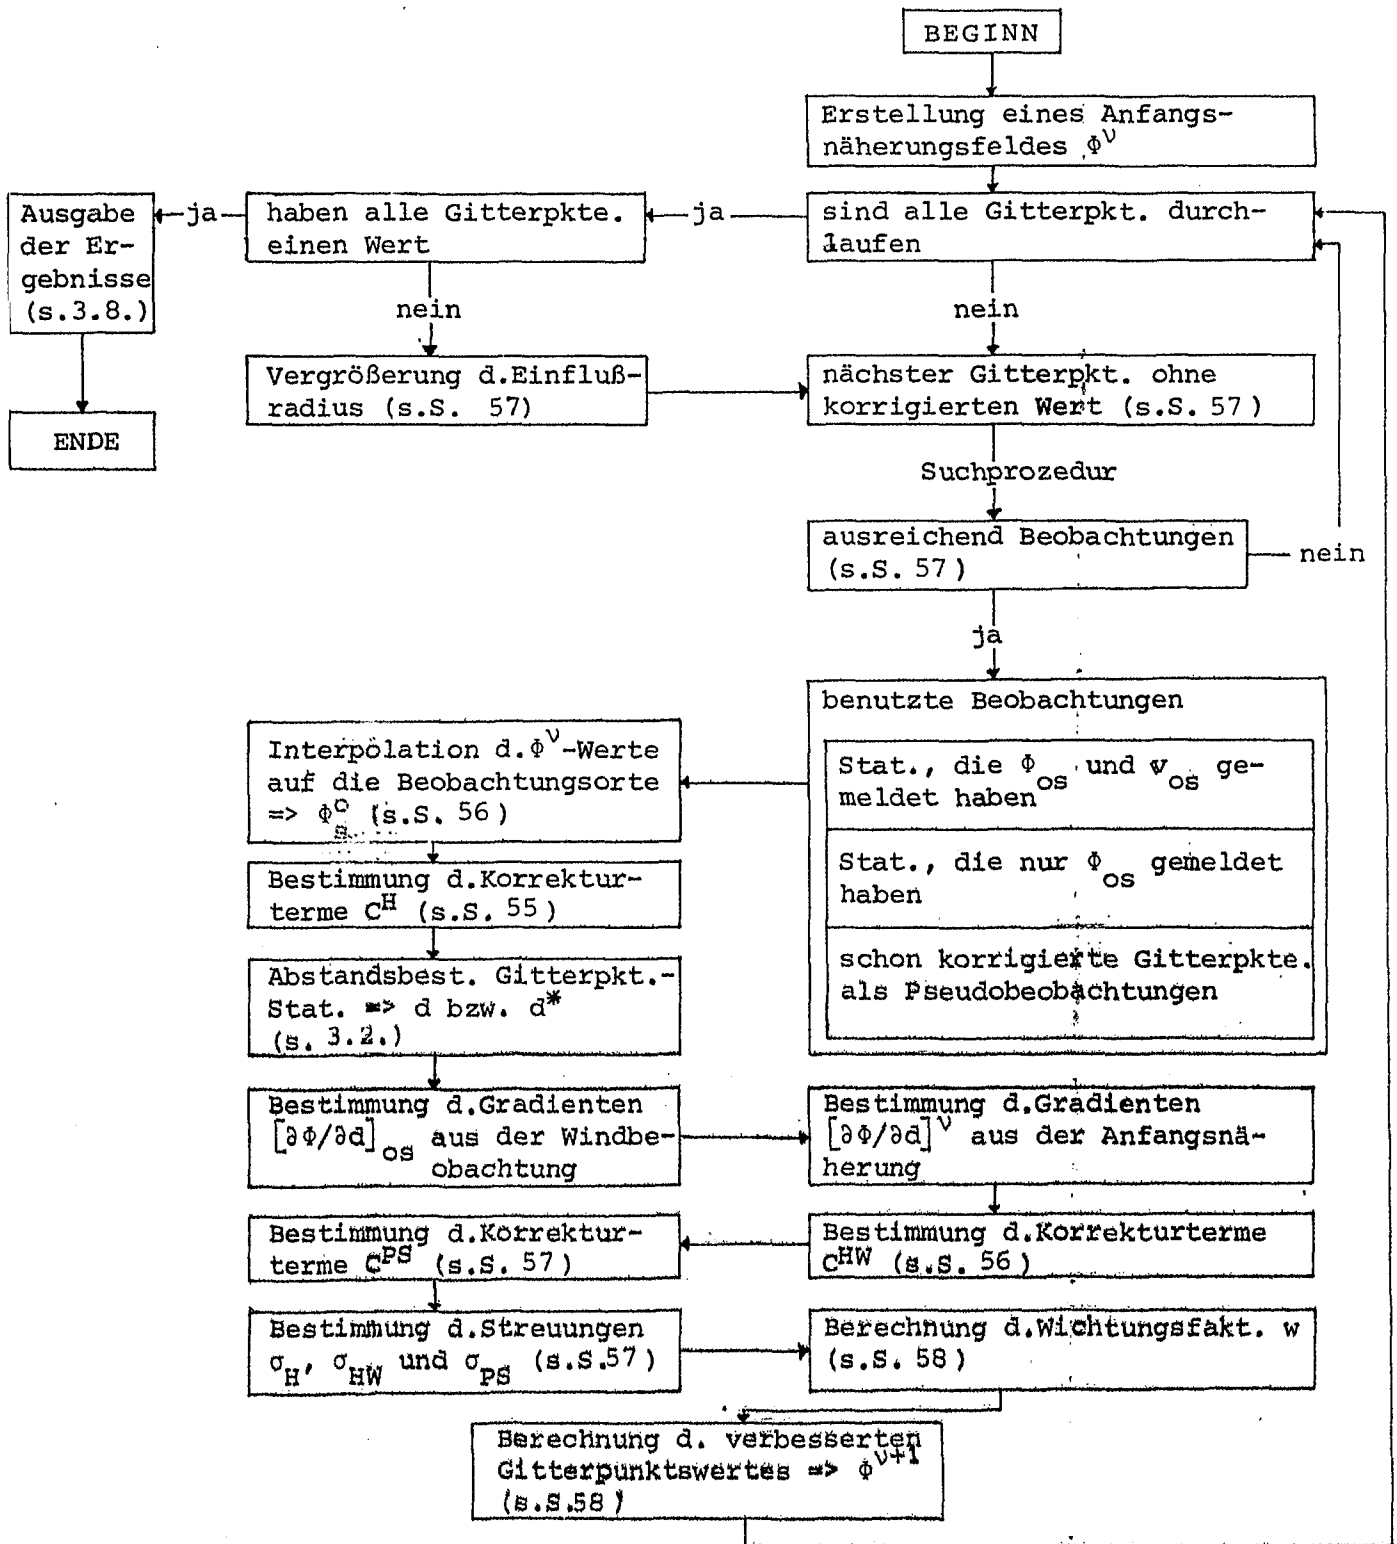 BEGINN
Erstellung eines Anfangs-
näherungsfeldes Φ^ν
sind alle Gitterpkt. durch-
laufen
ja
haben alle Gitterpkte.
einen Wert
ja
Ausgabe
der Er-
gebnisse
(s.3.8.)
ENDE
nein
Vergrößerung d.Einfluß-
radius (s.S. 57)
nein
nächster Gitterpkt. ohne
korrigierten Wert (s.S. 57)
Suchprozedur
ausreichend Beobachtungen
(s.S. 57)
nein
ja
benutzte Beobachtungen
Stat., die Φ_os und v_os ge-
meldet haben
Stat., die nur Φ_os gemeldet
haben
schon korrigierte Gitterpkte.
als Pseudobeobachtungen
Interpolation d.Φ^ν-Werte
auf die Beobachtungsorte
=> Φ_s^o (s.S. 56)
Bestimmung d.Korrektur-
terme C^H (s.S. 55)
Abstandsbest. Gitterpkt.-
Stat. => d bzw. d*
(s. 3.2.)
Bestimmung d.Gradienten
[∂Φ/∂d]_os aus der Windbe-
obachtung
Bestimmung d.Gradienten
[∂Φ/∂d]^ν aus der Anfangsnä-
herung
Bestimmung d.Korrekturterme
C^HW (s.S. 56)
Bestimmung d.Korrektur-
terme C^PS (s.S. 57)
Bestimmung d.Streuungen
σ_H, σ_HW und σ_PS (s.S.57)
Berechnung d.Wichtungsfakt. w
(s.S. 58)
Berechnung d. verbesserten
Gitterpunktswertes => Φ^ν+1
(s.S.58)